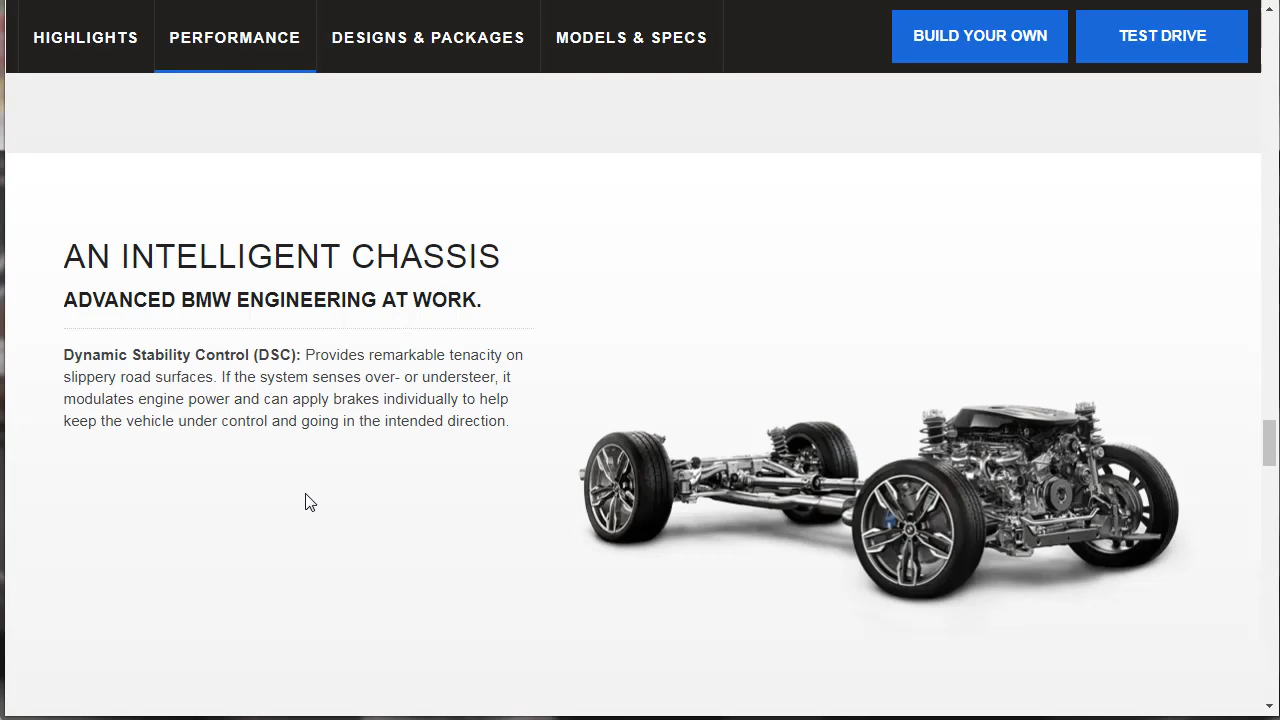 HIGHLIGHTS PERFORMANCE DESIGNS & PACKAGES MODELS & SPECS BUILD YOUR OWN TEST DRIVE
AN INTELLIGENT CHASSIS
ADVANCED BMW ENGINEERING AT WORK.
Dynamic Stability Control (DSC): Provides remarkable tenacity on
slippery road surfaces. If the system senses over- or understeer, it
modulates engine power and can apply brakes individually to help
keep the vehicle under control and going in the intended direction.